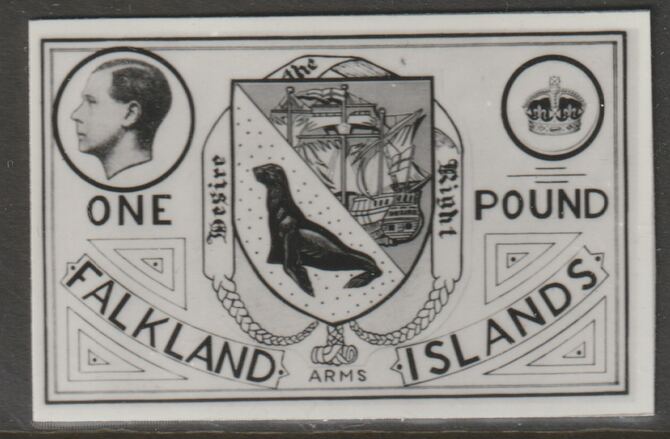 the
Desire
Right
ONE
POUND
FALKLAND
ISLANDS
ARMS